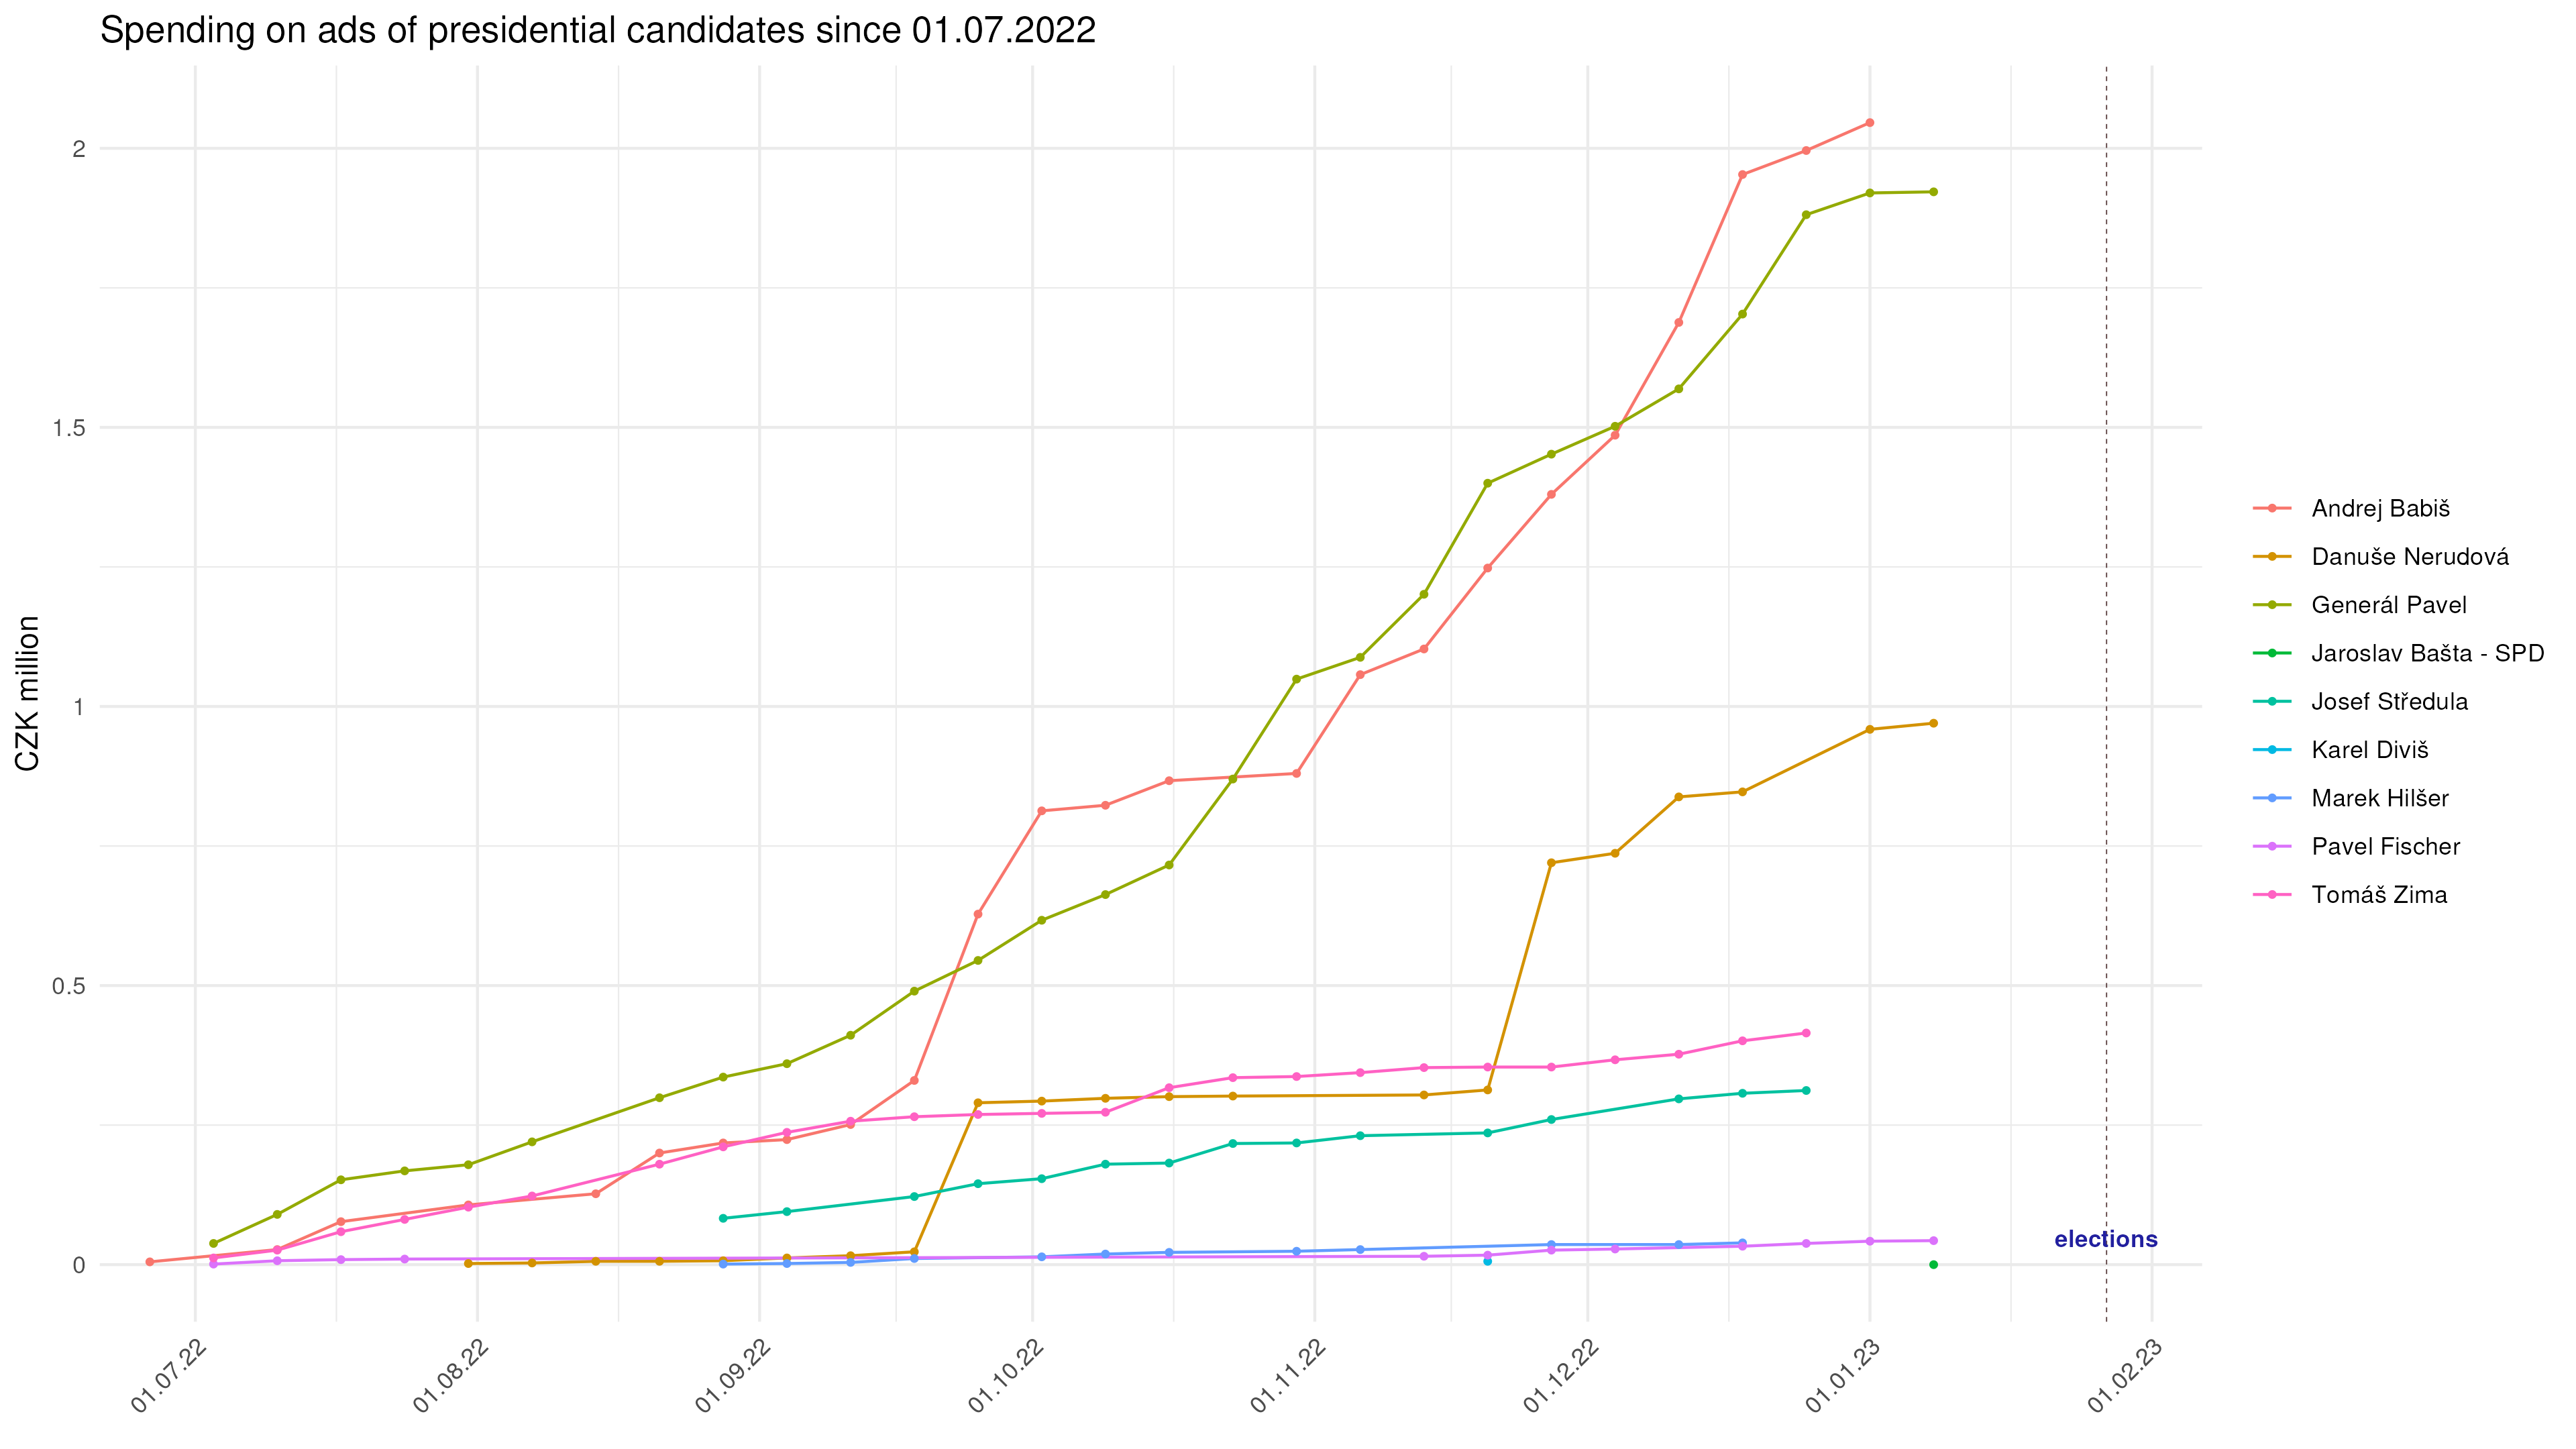 Spending on ads of presidential candidates since 01.07.2022
CZK million
2
1.5
1
0.5
0
01.07.22
01.08.22
01.09.22
01.10.22
01.11.22
01.12.22
01.01.23
01.02.23
elections
Andrej Babiš
Danuše Nerudová
Generál Pavel
Jaroslav Bašta - SPD
Josef Středula
Karel Diviš
Marek Hilšer
Pavel Fischer
Tomáš Zima